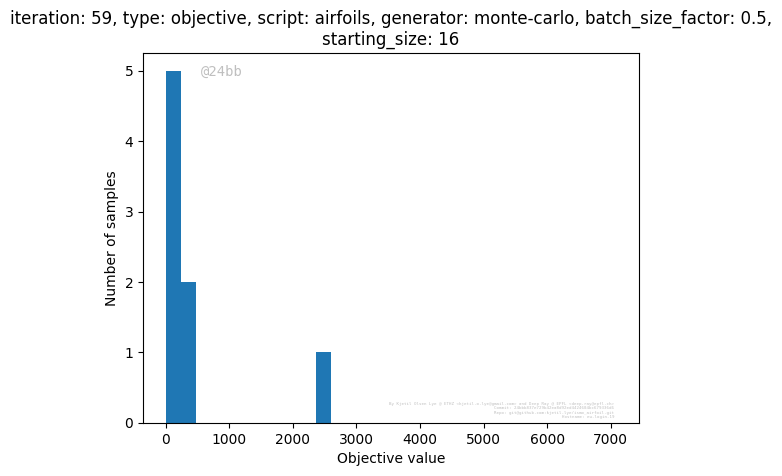 iteration: 59, type: objective, script: airfoils, generator: monte-carlo, batch_size_factor: 0.5,
starting_size: 16
@24bb
5
4
3
2
1
0
Number of samples
0 1000 2000 3000 4000 5000 6000 7000
Objective value